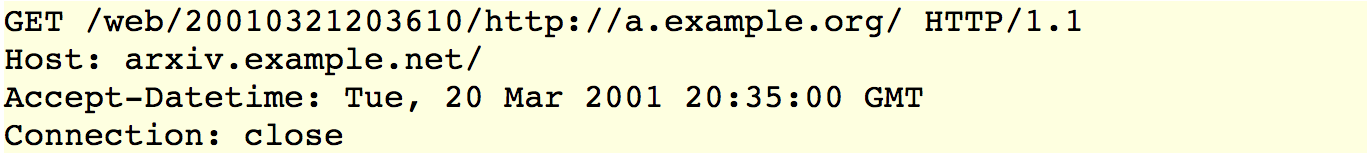 GET /web/20010321203610/http://a.example.org/ HTTP/1.1
Host: arxiv.example.net/
Accept-Datetime: Tue, 20 Mar 2001 20:35:00 GMT
Connection: close